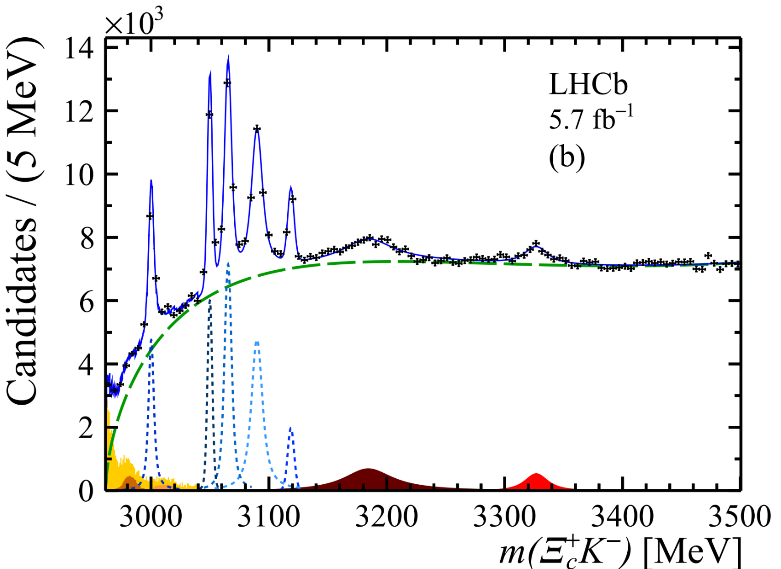 ×10³
Candidates / (5 MeV)
14
12
10
8
6
4
2
0
LHCb
5.7 fb⁻¹
(b)
3000 3100 3200 3300 3400 3500
m(Ξc⁺K⁻) [MeV]